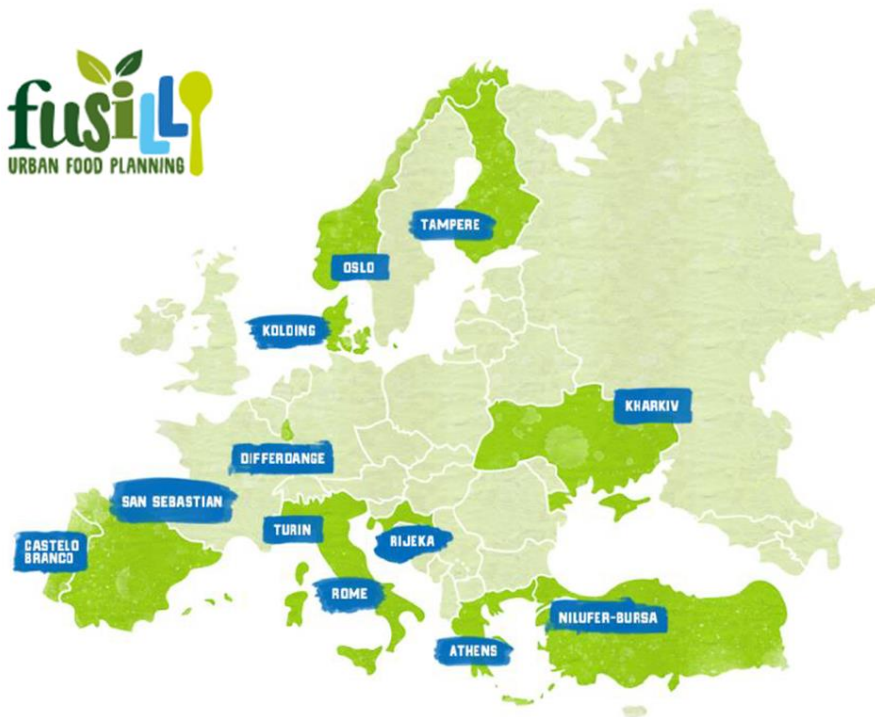 fusilli
URBAN FOOD PLANNING
TAMPERE
OSLO
KOLDING
KHARKIV
DIFFERDANGE
SAN SEBASTIAN
TURIN
RIJEKA
CASTELO
BRANCO
ROME
NILUFER-BURSA
ATHENS